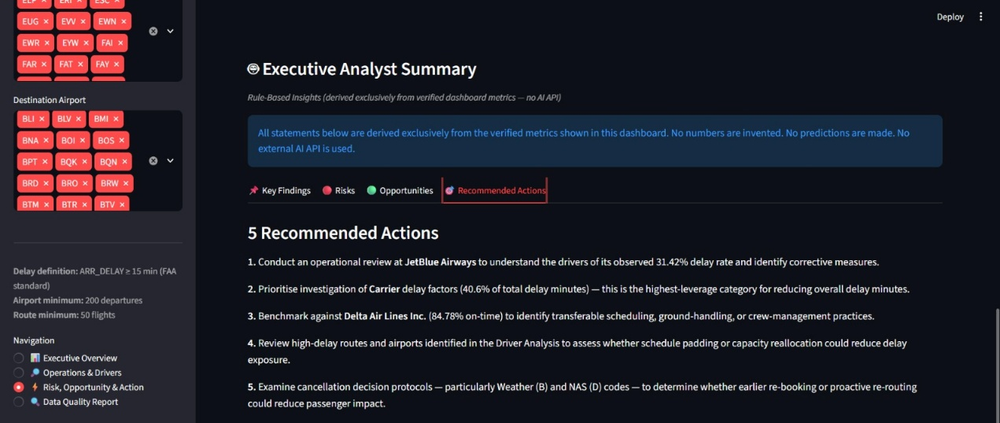 EUG × EVV × EWN ×
EWR × EYW × FAI ×
FAR × FAT × FAY ×
Destination Airport
BLI × BLV × BMI ×
BNA × BOI × BOS ×
BPT × BQK × BQN ×
BRD × BRO × BRW ×
BTM × BTR × BTV ×
Delay definition: ARR_DELAY ≥ 15 min (FAA
standard)
Airport minimum: 200 departures
Route minimum: 50 flights
Navigation
Executive Overview
Operations & Drivers
Risk, Opportunity & Action
Data Quality Report
Deploy
Executive Analyst Summary
Rule-Based Insights (derived exclusively from verified dashboard metrics — no AI API)
All statements below are derived exclusively from the verified metrics shown in this dashboard. No numbers are invented. No predictions are made. No
external AI API is used.
Key Findings
Risks
Opportunities
Recommended Actions
5 Recommended Actions
1. Conduct an operational review at JetBlue Airways to understand the drivers of its observed 31.42% delay rate and identify corrective measures.
2. Prioritise investigation of Carrier delay factors (40.6% of total delay minutes) — this is the highest-leverage category for reducing overall delay minutes.
3. Benchmark against Delta Air Lines Inc. (84.78% on-time) to identify transferable scheduling, ground-handling, or crew-management practices.
4. Review high-delay routes and airports identified in the Driver Analysis to assess whether schedule padding or capacity reallocation could reduce delay
exposure.
5. Examine cancellation decision protocols — particularly Weather (B) and NAS (D) codes — to determine whether earlier re-booking or proactive re-routing
could reduce passenger impact.